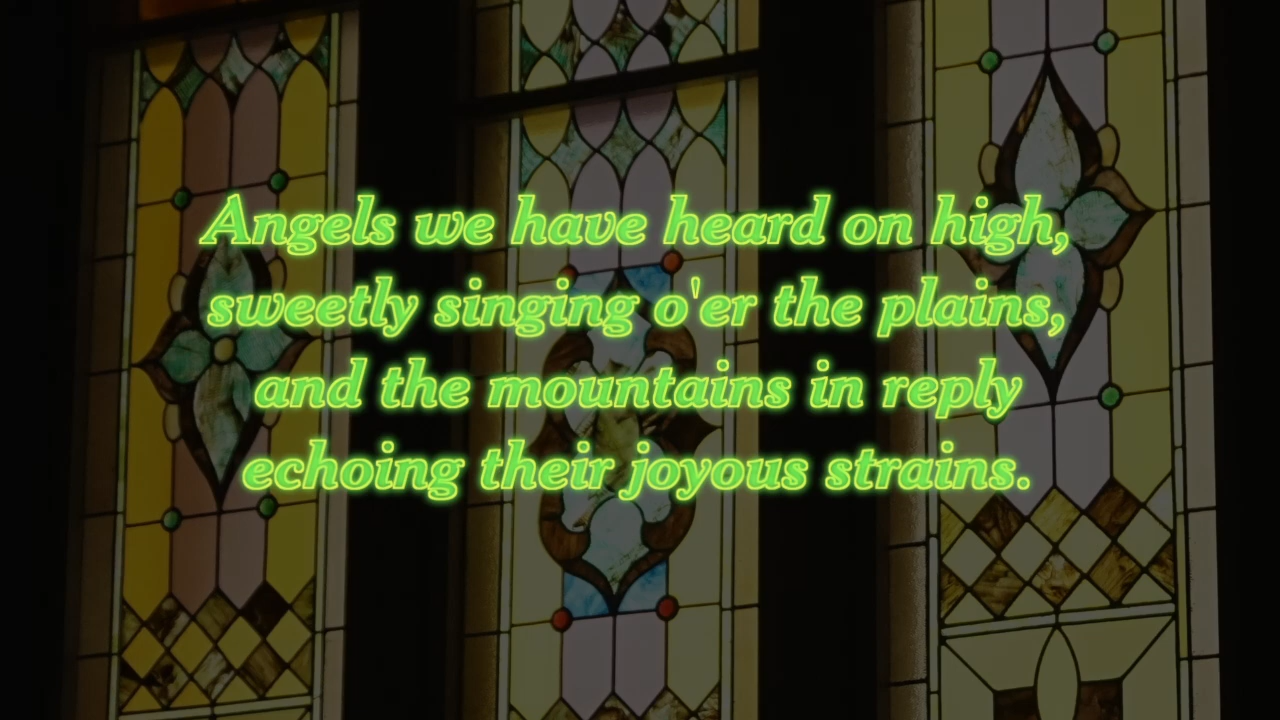 Angels we have heard on high,
sweetly singing o'er the plains,
and the mountains in reply
echoing their joyous strains.